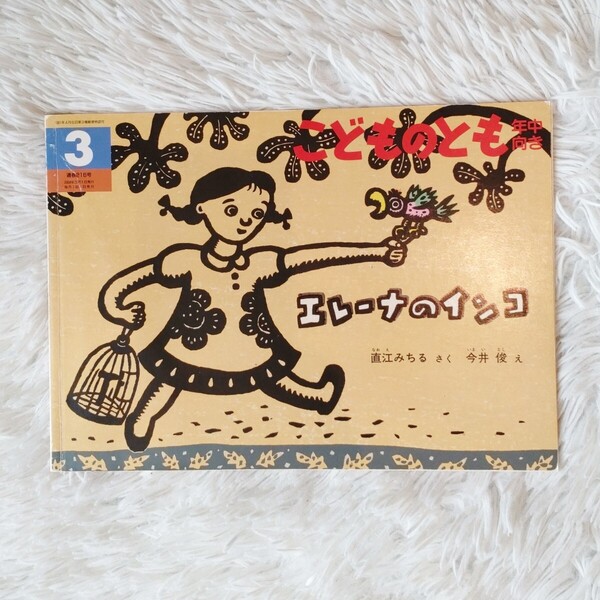 3
こどものとも年中向き
エレーナのインコ
直江みちる さく 今井 俊 え